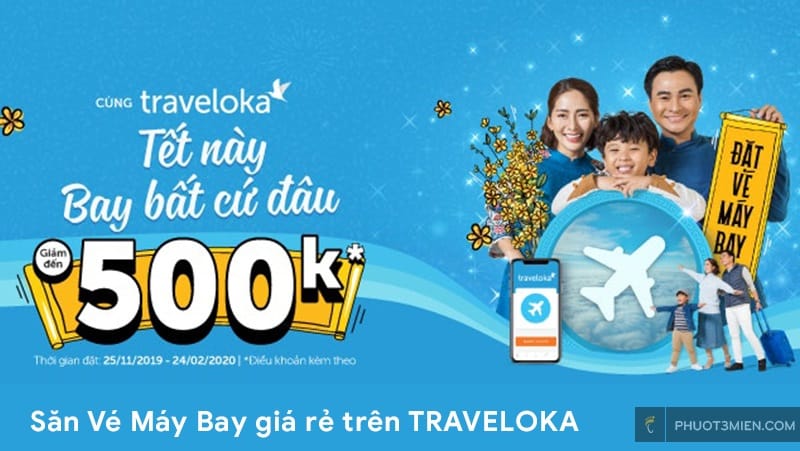 CÙNG traveloka
Tết này
Bay bất cứ đâu
Giảm
đến
500k*
Thời gian đặt: 25/11/2019 - 24/02/2020 | *Điều khoản kèm theo
ĐẶT
VÉ
MÁY
BAY
traveloka
Săn Vé Máy Bay giá rẻ trên TRAVELOKA
PHUOT3MIEN.COM